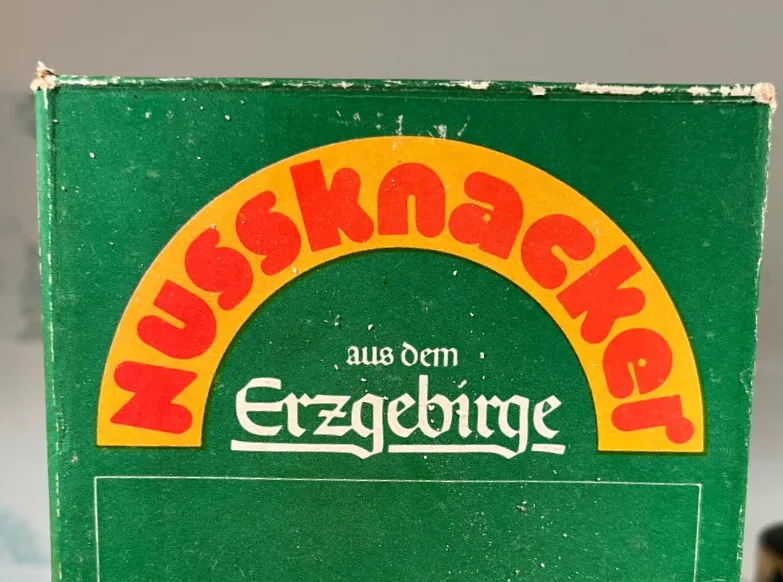 Nussknacker
aus dem
Erzgebirge